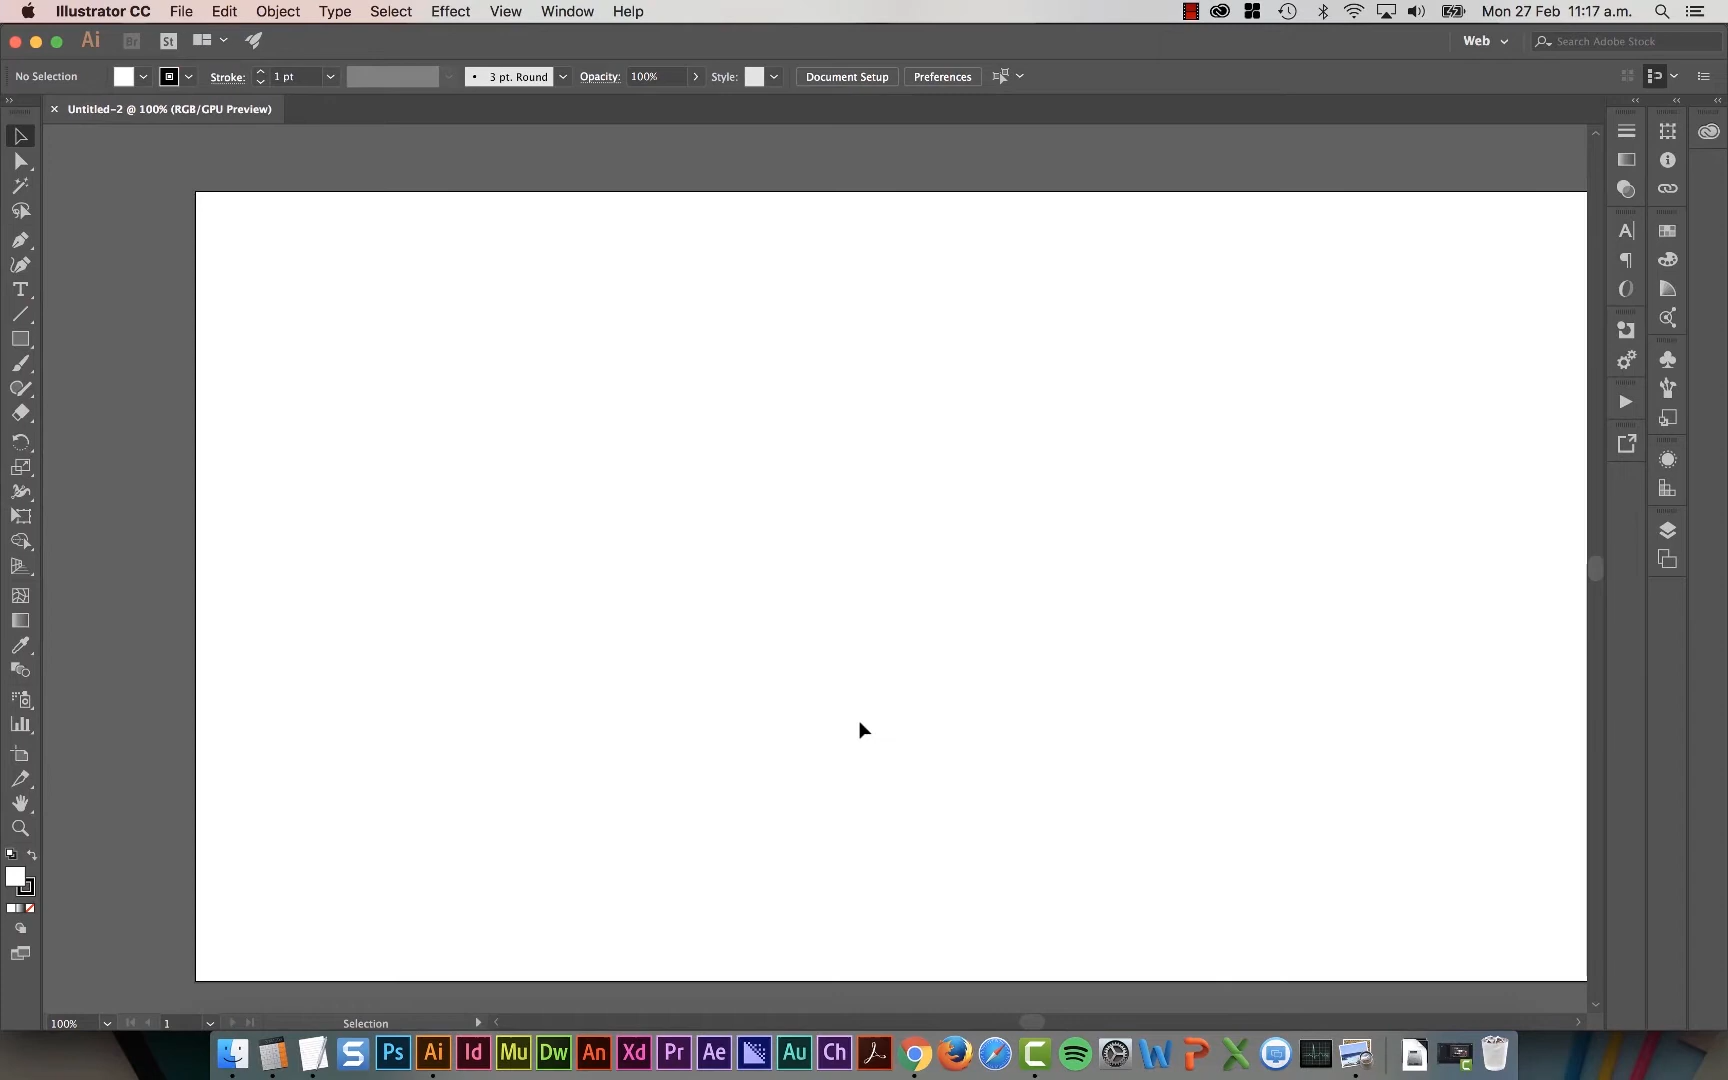 Illustrator CC File Edit Object Type Select Effect View Window Help Mon 27 Feb 11:17 a.m.
Ai Br St Web Search Adobe Stock
No Selection Stroke: 1 pt 3 pt. Round Opacity: 100% Style: Document Setup Preferences
Untitled-2 @ 100% (RGB/GPU Preview)
100% 1 Selection
Ps Ai Id Mu Dw An Xd Pr Ae Au Ch